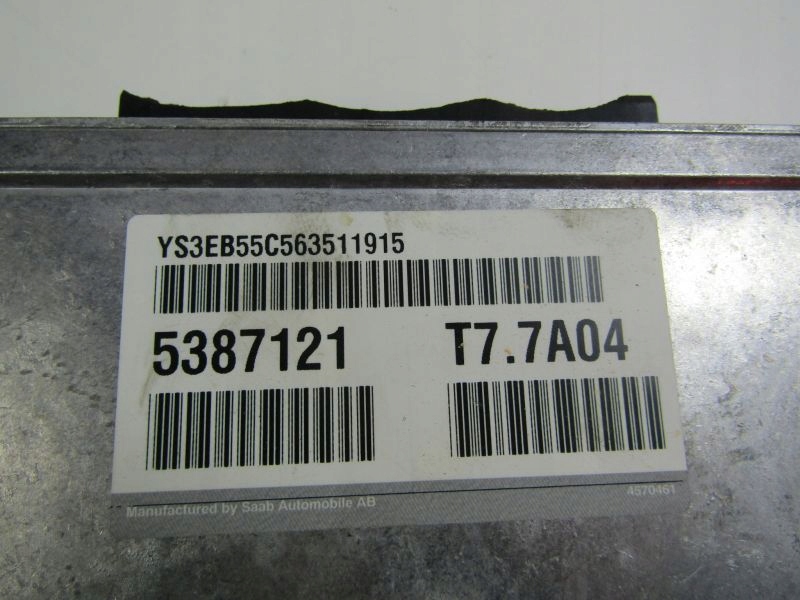 YS3EB55C563511915
5387121 T7.7A04
Manufactured by Saab Automobile AB 4570461